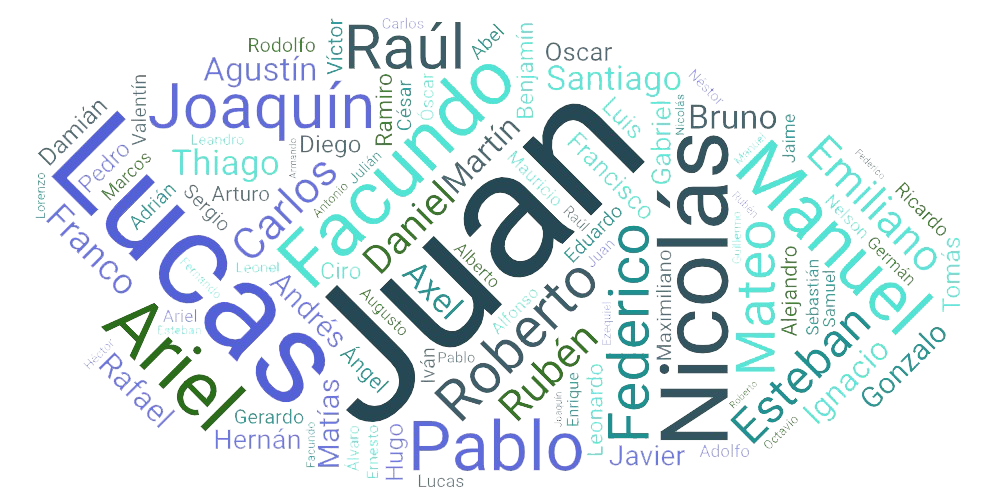 Carlos
Raúl
Abel
Víctor
Rodolfo
Agustín
Joaquín
Ramiro
César
Oscar
Facundo
Benjamín
Oscar
Santiago
Néstor
Damián
Valentín
Pedro
Marcos
Lorenzo
Leandro
Thiago
Armando
Diego
Julián
Antonio
Martín
Luis
Gabriel
Nicolás
Bruno
Jaime
Manuel
Lucas
Adrián
Sergio
Arturo
Carlos
Daniel
Juan
Mauricio
Francisco
Raúl
Eduardo
Juan
Nicolás
Rubén
Guillermo
Manuel
Emiliano
Federico
Ricardo
Nelson
Germán
Tomás
Franco
Fernando
Leonel
Ciro
Andrés
Axel
Alberto
Augusto
Alfonso
Roberto
Federico
Maximiliano
Mateo
Alejandro
Sebastián
Samuel
Ariel
Ariel
Esteban
Héctor
Rafael
Ángel
Iván
Pablo
Rubén
Ezequiel
Esteban
Ignacio
Gonzalo
Roberto
Octavio
Gerardo
Hernán
Facundo
Matías
Álvaro
Ernesto
Hugo
Pablo
Joaquín
Enrique
Leonardo
Javier
Adolfo
Lucas